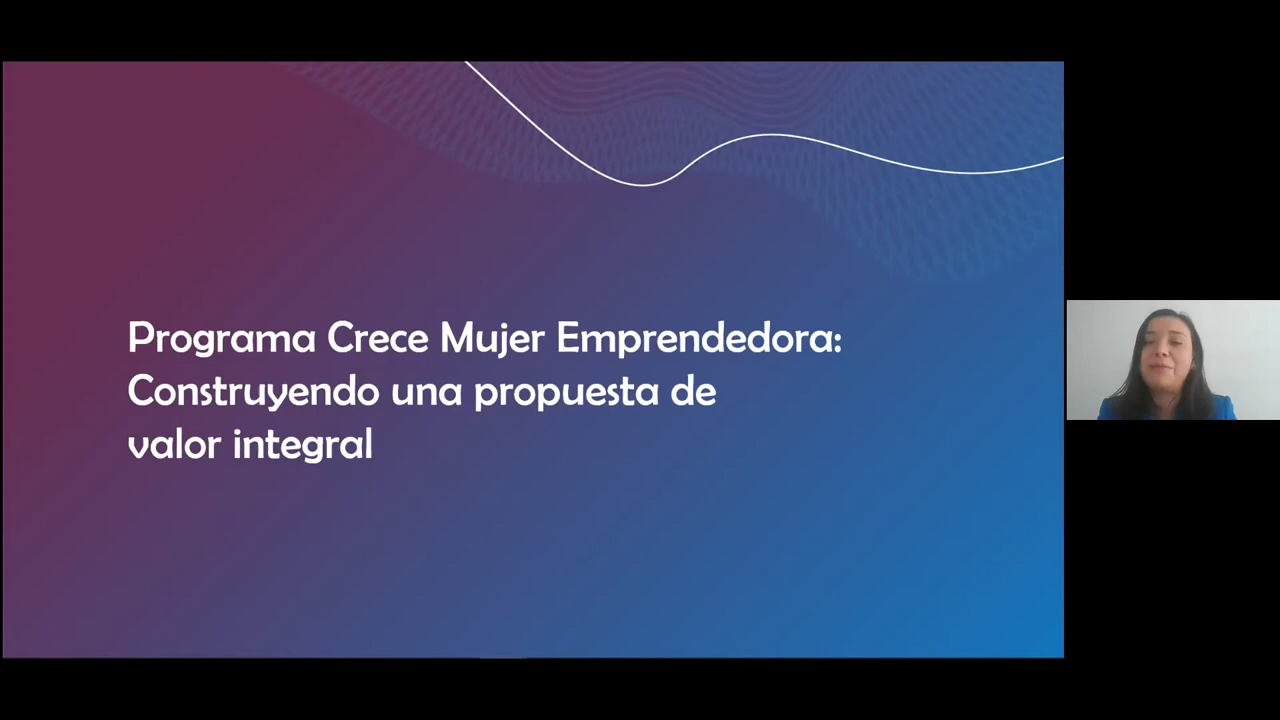 Programa Crece Mujer Emprendedora:
Construyendo una propuesta de
valor integral